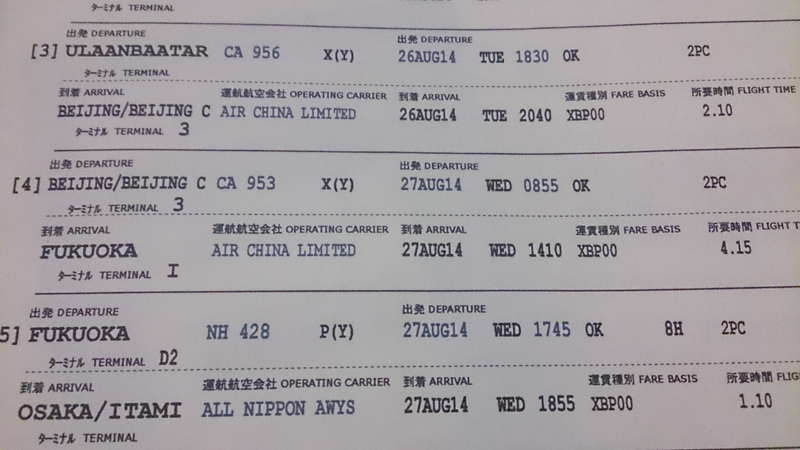 ターミナル TERMINAL
出発 DEPARTURE 出発 DEPARTURE
[3] ULAANBAATAR CA 956 X(Y) 26AUG14 TUE 1830 OK 2PC
ターミナル TERMINAL
到着 ARRIVAL 運航航空会社 OPERATING CARRIER 到着 ARRIVAL 運賃種別 FARE BASIS 所要時間 FLIGHT TIME
BEIJING/BEIJING C AIR CHINA LIMITED 26AUG14 TUE 2040 XBP00 2.10
ターミナル TERMINAL 3
出発 DEPARTURE 出発 DEPARTURE
[4] BEIJING/BEIJING C CA 953 X(Y) 27AUG14 WED 0855 OK 2PC
ターミナル TERMINAL 3
到着 ARRIVAL 運航航空会社 OPERATING CARRIER 到着 ARRIVAL 運賃種別 FARE BASIS 所要時間 FLIGHT T
FUKUOKA AIR CHINA LIMITED 27AUG14 WED 1410 XBP00 4.15
ターミナル TERMINAL I
出発 DEPARTURE 出発 DEPARTURE
5] FUKUOKA NH 428 P(Y) 27AUG14 WED 1745 OK 8H 2PC
ターミナル TERMINAL D2
到着 ARRIVAL 運航航空会社 OPERATING CARRIER 到着 ARRIVAL 運賃種別 FARE BASIS 所要時間 FLIG
OSAKA/ITAMI ALL NIPPON AWYS 27AUG14 WED 1855 XBP00 1.10
ターミナル TERMINAL